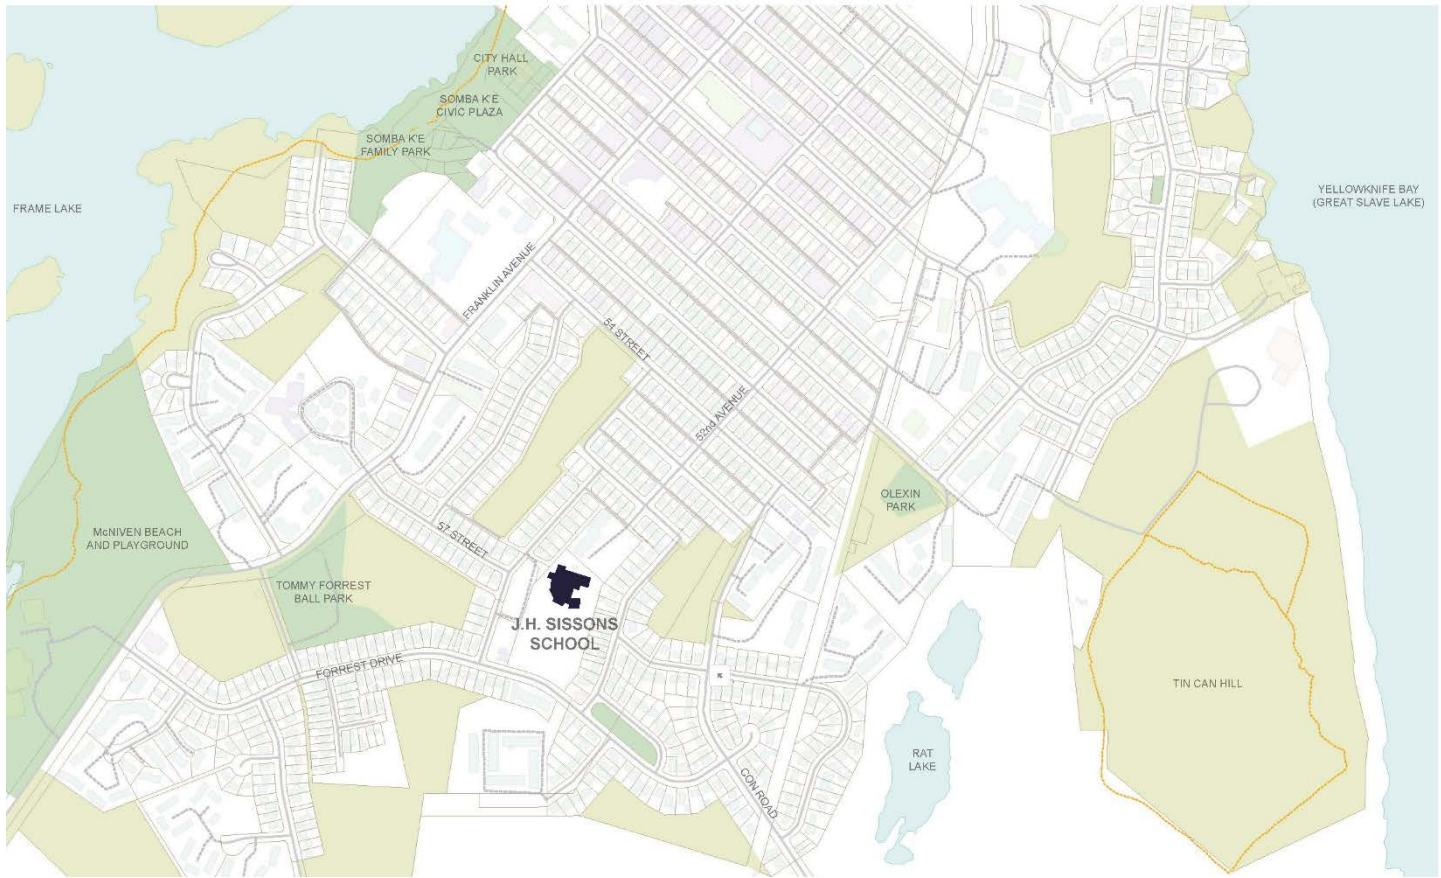 CITY HALL
PARK
SOMBA K'E
CIVIC PLAZA
SOMBA K'E
FAMILY PARK
FRAME LAKE
YELLOWKNIFE BAY
(GREAT SLAVE LAKE)
FRANKLIN AVENUE
54 STREET
52nd AVENUE
OLEXIN
PARK
57 STREET
McNIVEN BEACH
AND PLAYGROUND
TOMMY FORREST
BALL PARK
J.H. SISSONS
SCHOOL
FORREST DRIVE
TIN CAN HILL
RAT
LAKE
CON ROAD